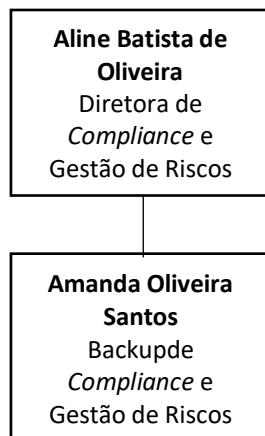 Aline Batista de
Oliveira
Diretora de
Compliance e
Gestão de Riscos
Amanda Oliveira
Santos
Backupde
Compliance e
Gestão de Riscos